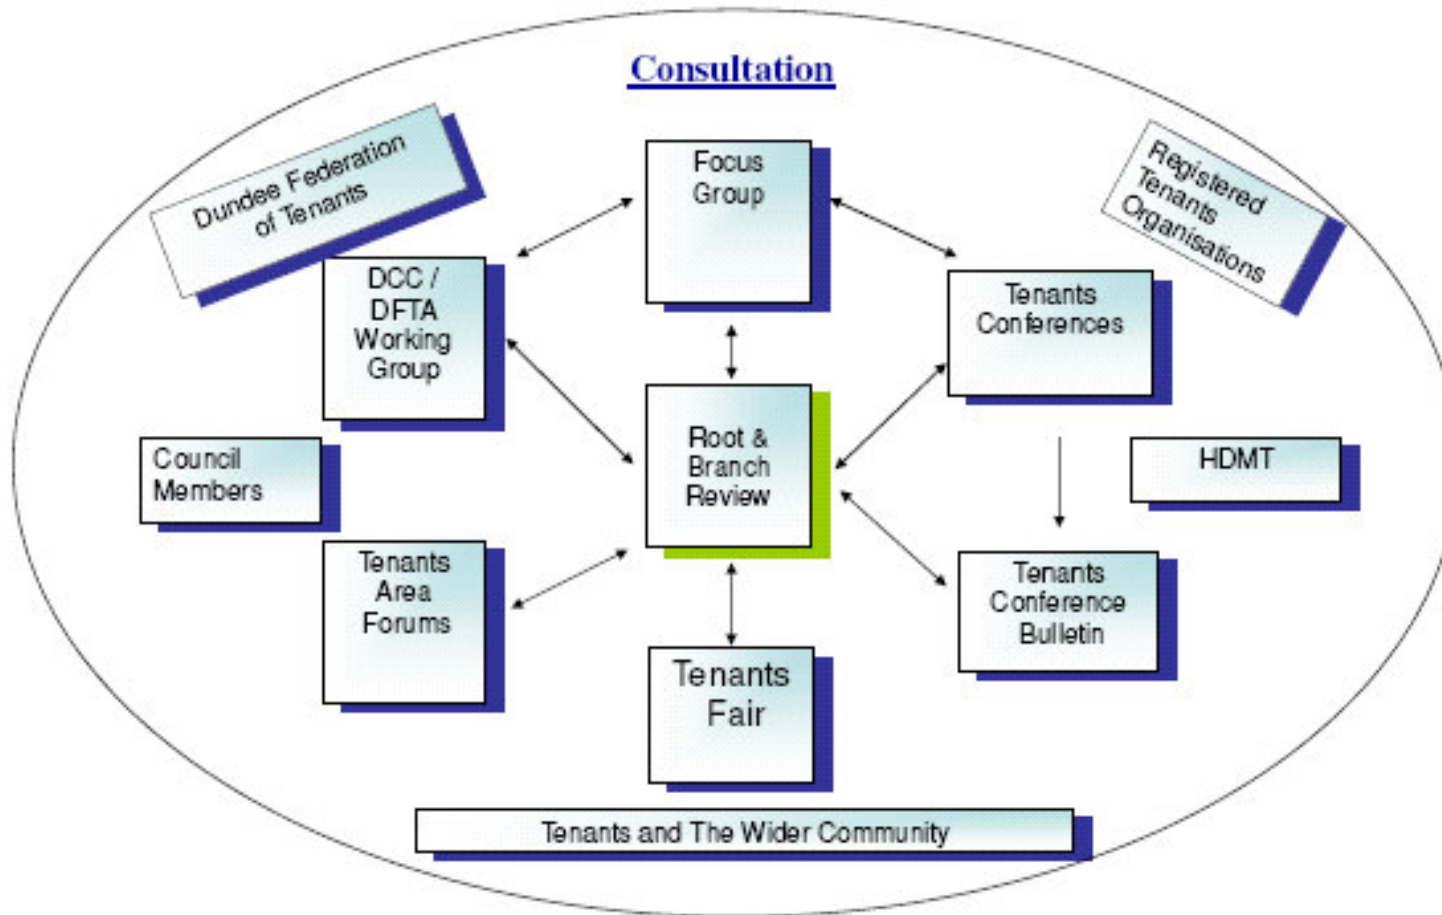 Consultation
Dundee Federation
of Tenants
Focus
Group
Registered
Tenants
Organisations
DCC /
DFTA
Working
Group
Tenants
Conferences
Root &
Branch
Review
Council
Members
HDMT
Tenants
Area
Forums
Tenants
Conference
Bulletin
Tenants
Fair
Tenants and The Wider Community